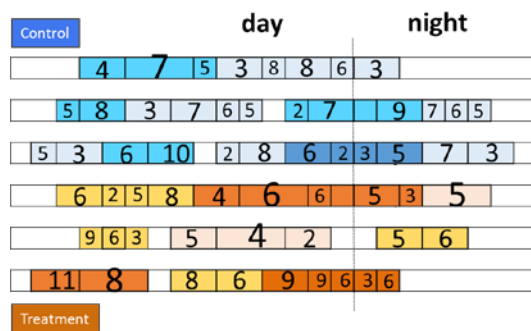 day night
Control
4 7 5 3 8 8 6 3
5 8 3 7 6 5 2 7 9 7 6 5
5 3 6 10 2 8 6 2 3 5 7 3
6 2 5 8 4 6 6 5 3 5
9 6 3 5 4 2 5 6
11 8 8 6 9 9 6 3 6
Treatment